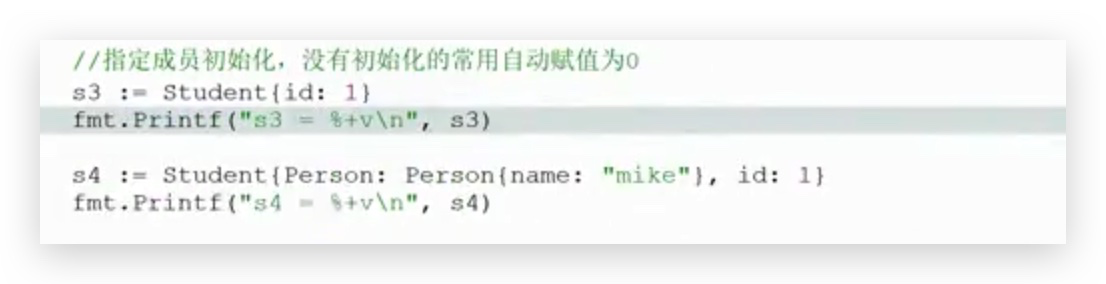 //指定成员初始化，没有初始化的常用自动赋值为0
s3 := Student{id: 1}
fmt.Printf("s3 = %+v\n", s3)
s4 := Student{Person: Person{name: "mike"}, id: 1}
fmt.Printf("s4 = %+v\n", s4)